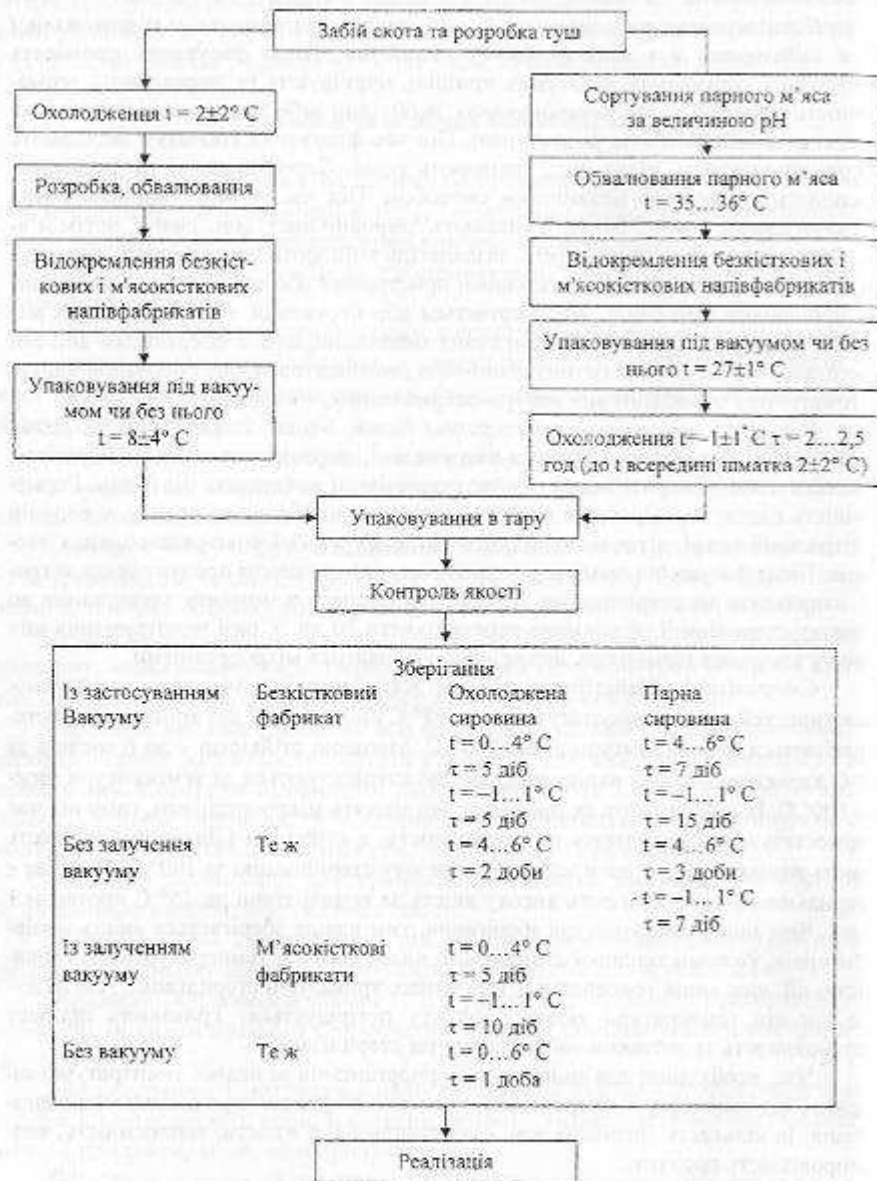 Забій скота та розробка туш
Охолодження t = 2±2° C
Розробка, обвалювання
Відокремлення безкіст-
кових і м'ясокісткових
напівфабрикатів
Упаковування під вакуу-
мом чи без нього
t = 8±4° C
Сортування парного м'яса
за величиною pH
Обвалювання парного м'яса
t = 35...36° C
Відокремлення безкісткових і
м'ясокісткових напівфабрикатів
Упаковування під вакуумом чи без
нього t = 27±1° C
Охолодження t=−1±1° C τ = 2...2,5
год (до t всередині шматка 2±2° C)
Упаковування в тару
Контроль якості
Зберігання
Із застосуванням Безкістковий Охолоджена Парна
Вакууму фабрикат сировина сировина
t = 0...4° C t = 4...6° C
τ = 5 діб τ = 7 діб
t = −1... 1° C t = −1... 1° C
τ = 5 діб τ = 15 діб
Без залучення Те ж t = 4...6° C t = 4...6° C
вакууму τ = 2 доби τ = 3 доби
t = −1... 1° C
τ = 7 діб
Із залученням М'ясокісткові t = 0...4° C
вакууму фабрикати τ = 5 діб
t = −1... 1° C
τ = 10 діб
Без вакууму Те ж t = 0...6° C
τ = 1 доба
Реалізація